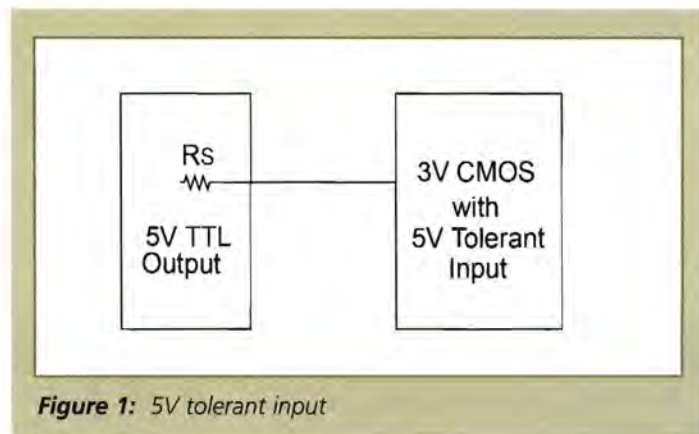 Rs
5V TTL
Output
3V CMOS
with
5V Tolerant
Input
Figure 1: 5V tolerant input